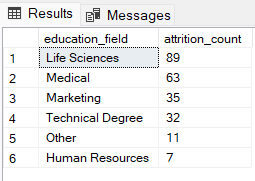 Results Messages
education_field attrition_count
1 Life Sciences 89
2 Medical 63
3 Marketing 35
4 Technical Degree 32
5 Other 11
6 Human Resources 7